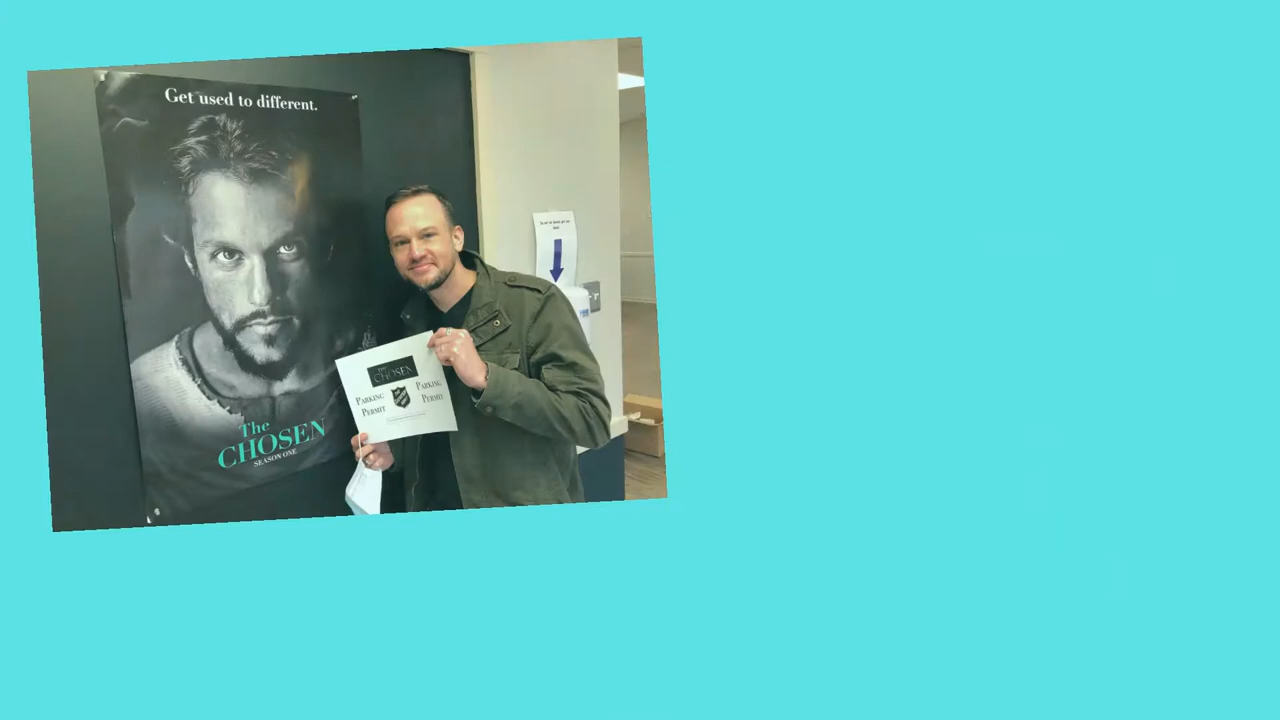 Get used to different.
The
CHOSEN
SEASON ONE
THE
CHOSEN
PARKING
PERMIT
PARKING
PERMIT